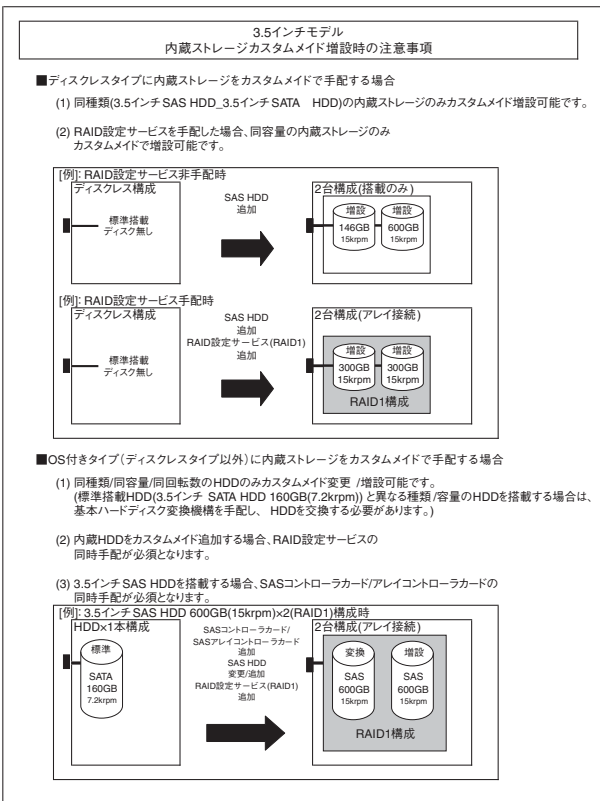 3.5インチモデル
内蔵ストレージカスタムメイド増設時の注意事項
■ディスクレスタイプに内蔵ストレージをカスタムメイドで手配する場合
(1) 同種類(3.5インチ SAS HDD_3.5インチ SATA HDD)の内蔵ストレージのみカスタムメイド増設可能です。
(2) RAID設定サービスを手配した場合、同容量の内蔵ストレージのみ
カスタムメイドで増設可能です。
[例]: RAID設定サービス非手配時
ディスクレス構成
標準搭載
ディスク無し
SAS HDD
追加
2台構成(搭載のみ)
増設
146GB
15krpm
増設
600GB
15krpm
[例]: RAID設定サービス手配時
ディスクレス構成
標準搭載
ディスク無し
SAS HDD
追加
RAID設定サービス(RAID1)
追加
2台構成(アレイ接続)
増設
300GB
15krpm
増設
300GB
15krpm
RAID1構成
■OS付きタイプ(ディスクレスタイプ以外)に内蔵ストレージをカスタムメイドで手配する場合
(1) 同種類/同容量/同回転数のHDDのみカスタムメイド変更 /増設可能です。
(標準搭載HDD(3.5インチ SATA HDD 160GB(7.2krpm)) と異なる種類/容量のHDDを搭載する場合は、
基本ハードディスク変換機構を手配し、 HDDを交換する必要があります。)
(2) 内蔵HDDをカスタムメイド追加する場合、RAID設定サービスの
同時手配が必須となります。
(3) 3.5インチ SAS HDDを搭載する場合、SASコントローラカード/アレイコントローラカードの
同時手配が必須となります。
[例]: 3.5インチ SAS HDD 600GB(15krpm)×2(RAID1)構成時
HDD×1本構成
標準
SATA
160GB
7.2krpm
SASコントローラカード/
SASアレイコントローラカード
追加
SAS HDD
変更/追加
RAID設定サービス(RAID1)
追加
2台構成(アレイ接続)
変換
SAS
600GB
15krpm
増設
SAS
600GB
15krpm
RAID1構成